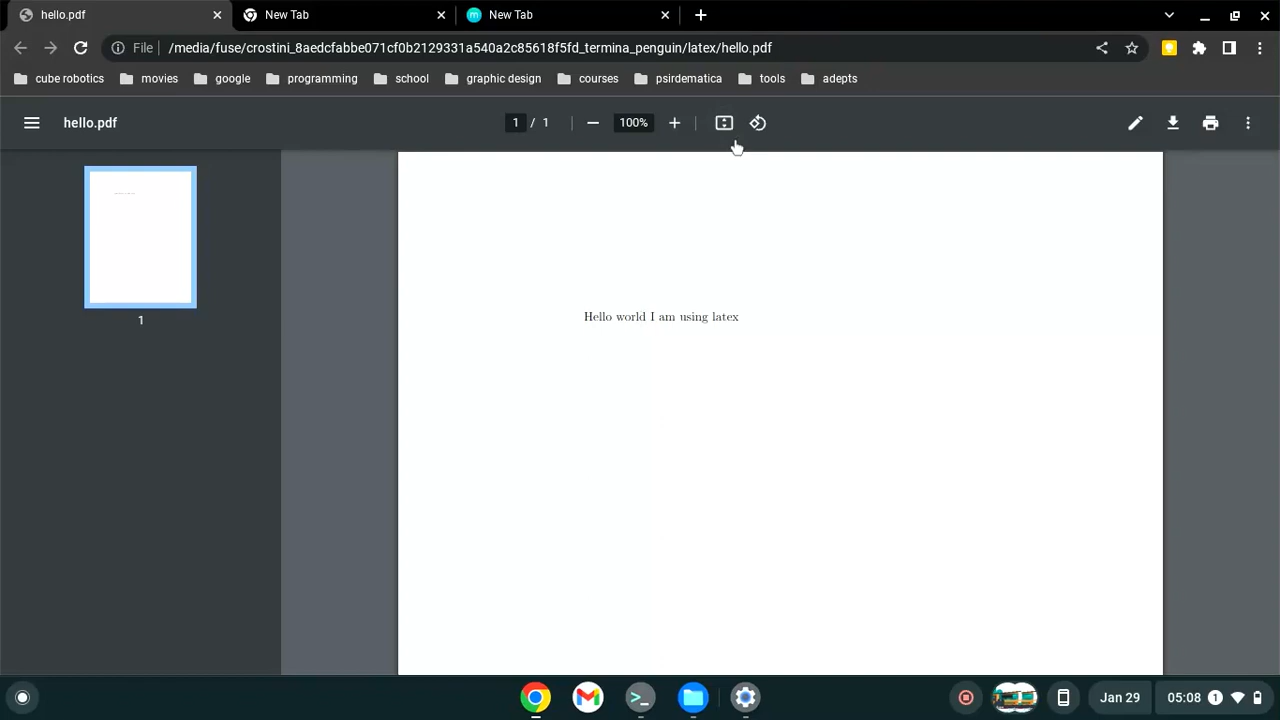 hello.pdf
New Tab
New Tab
File
/media/fuse/crostini_8aedcfabbe071cf0b2129331a540a2c85618f5fd_termina_penguin/latex/hello.pdf
cube robotics
movies
google
programming
school
graphic design
courses
psirdematica
tools
adepts
hello.pdf
1 / 1
100%
1
Hello world I am using latex
Jan 29
05:08
1